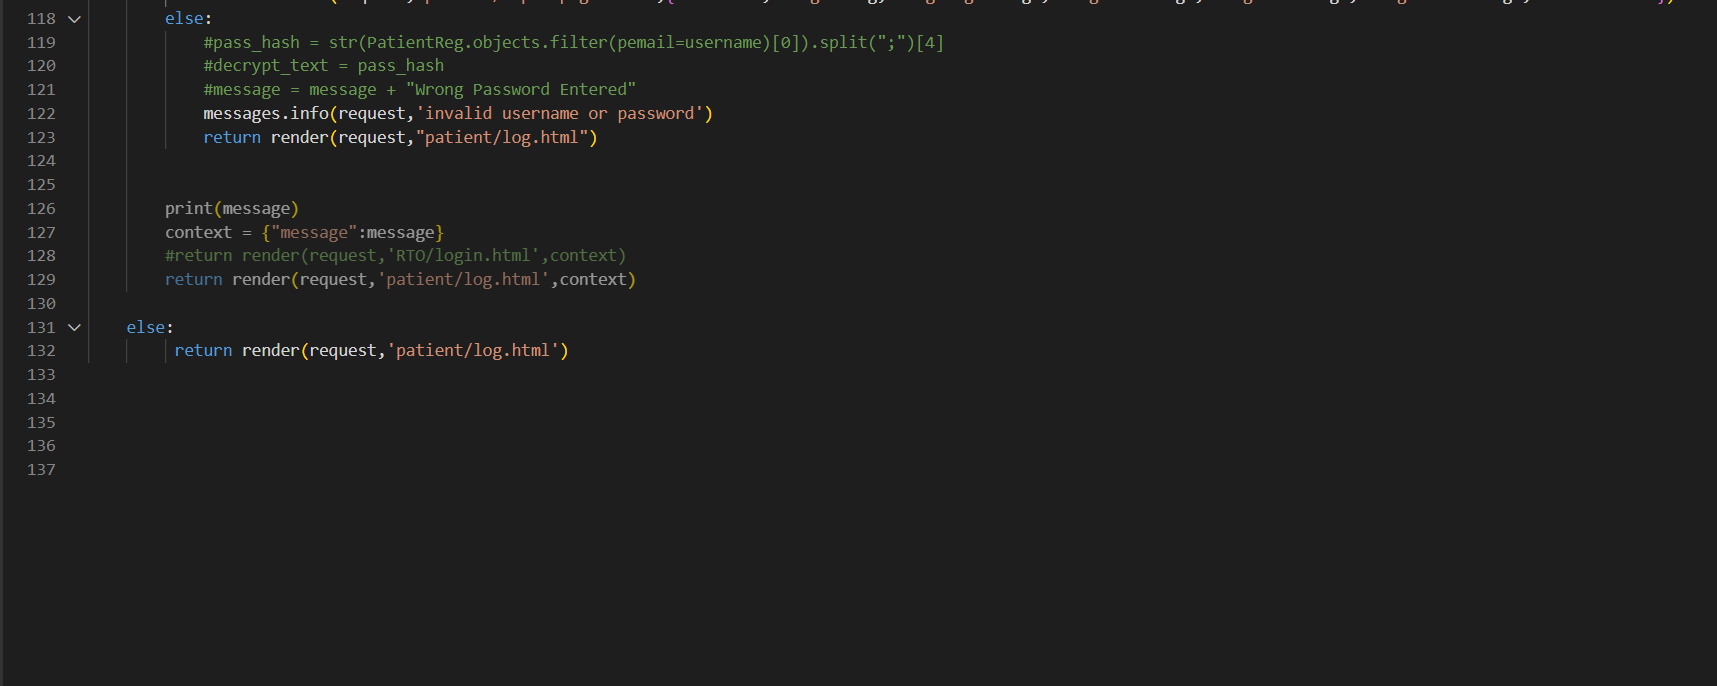 118 else:
119 #pass_hash = str(PatientReg.objects.filter(pemail=username)[0]).split(";")[4]
120 #decrypt_text = pass_hash
121 #message = message + "Wrong Password Entered"
122 messages.info(request,'invalid username or password')
123 return render(request,"patient/log.html")
124
125
126 print(message)
127 context = {"message":message}
128 #return render(request,'RTO/login.html',context)
129 return render(request,'patient/log.html',context)
130
131 else:
132 return render(request,'patient/log.html')
133
134
135
136
137